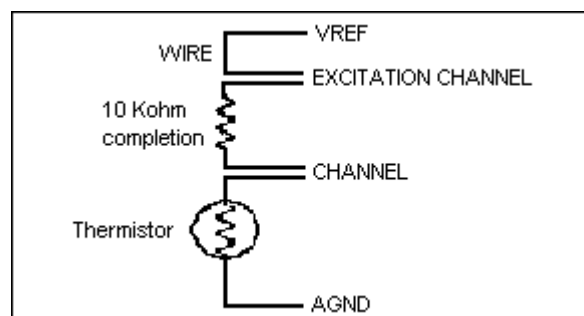 VREF
WIRE
EXCITATION CHANNEL
10 Kohm
completion
CHANNEL
Thermistor
AGND